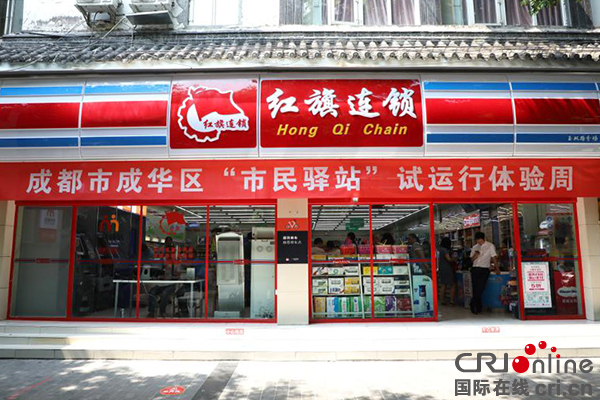 红旗连锁
红旗连锁
Hong Qi Chain
成都市成华区“市民驿站”试运行体验周
CRIonline
国际在线
cri.cn